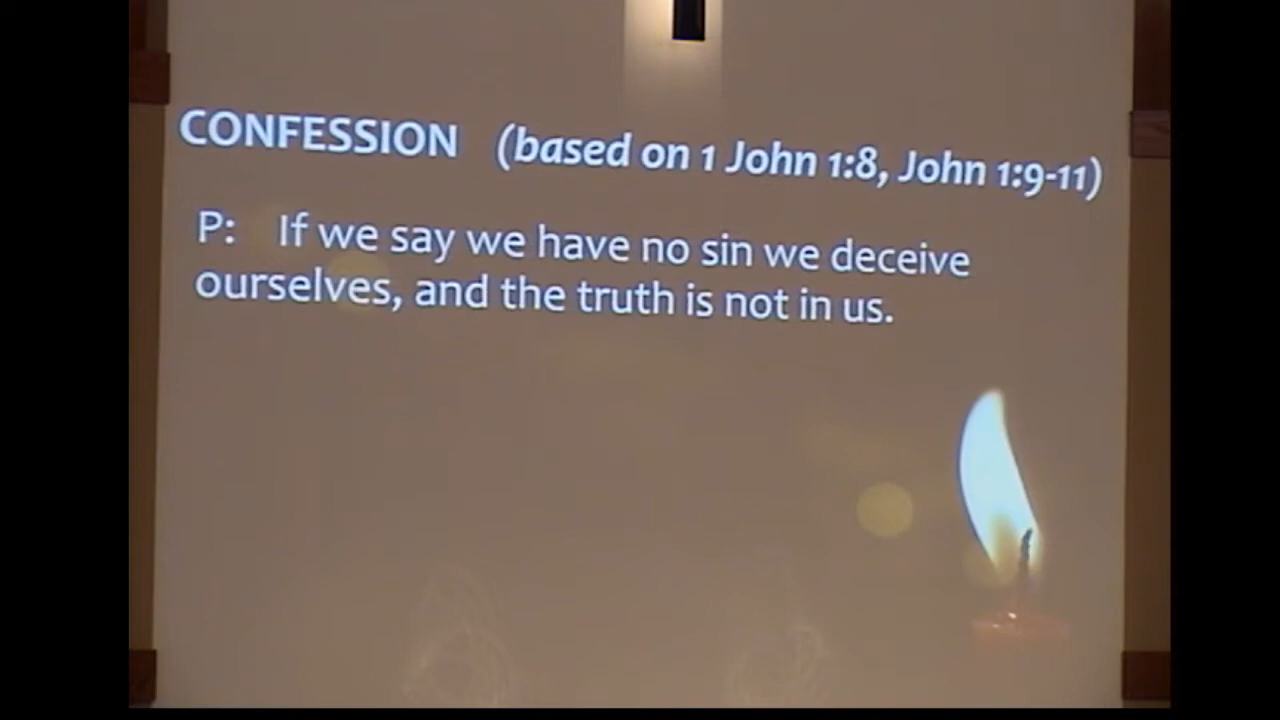 CONFESSION (based on 1 John 1:8, John 1:9-11)
P: If we say we have no sin we deceive
ourselves, and the truth is not in us.